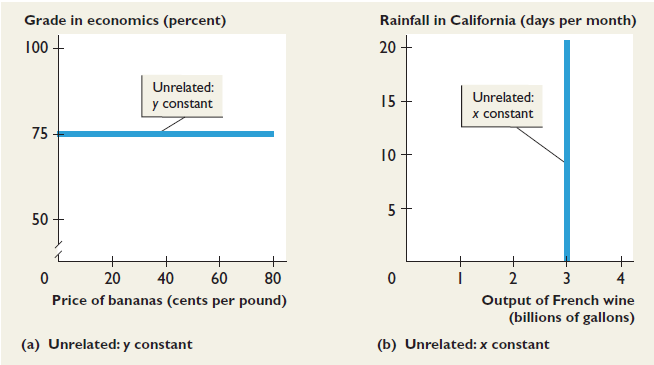 Grade in economics (percent)
100
75
50
Unrelated:
y constant
0 20 40 60 80
Price of bananas (cents per pound)
(a) Unrelated: y constant
Rainfall in California (days per month)
20
15
10
5
Unrelated:
x constant
0 1 2 3 4
Output of French wine
(billions of gallons)
(b) Unrelated: x constant